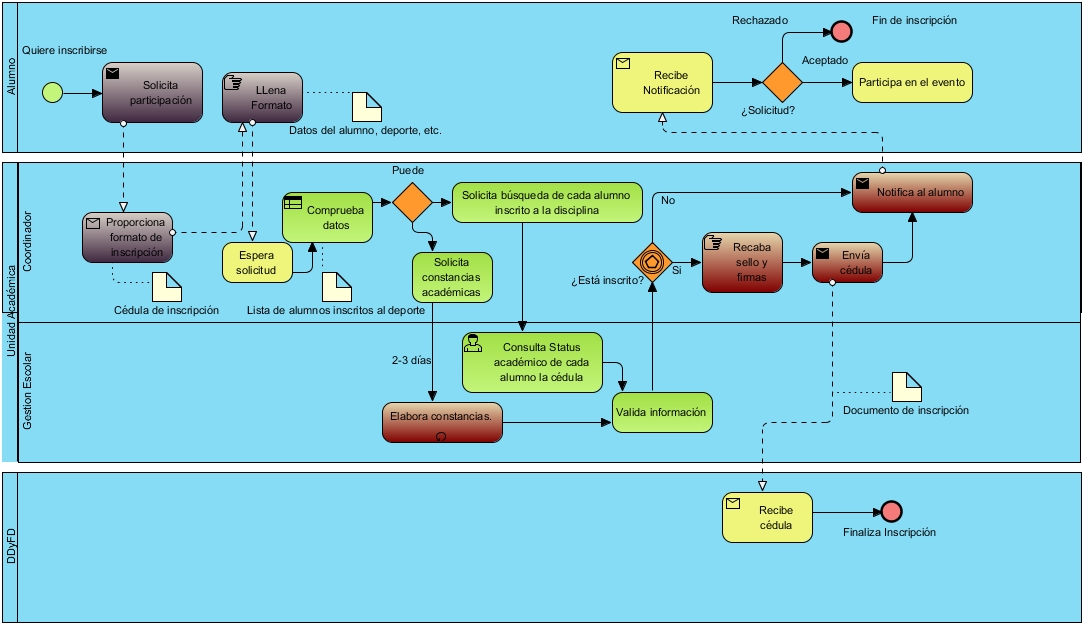 Alumno
Quiere inscribirse
Solicita
participación
LLena
Formato
Datos del alumno, deporte, etc.
Recibe
Notificación
Rechazado
Fin de inscripción
Aceptado
¿Solicitud?
Participa en el evento
Unidad Académica
Coordinador
Proporciona
formato de
inscripción
Cédula de inscripción
Espera
solicitud
Comprueba
datos
Lista de alumnos inscritos al deporte
Puede
Solicita búsqueda de cada alumno
inscrito a la disciplina
Solicita
constancias
académicas
¿Está inscrito?
No
Si
Recaba
sello y
firmas
Envía
cédula
Notifica al alumno
Gestion Escolar
2-3 días
Consulta Status
académico de cada
alumno la cédula
Elabora constancias.
Valida información
Documento de inscripción
DDyFD
Recibe
cédula
Finaliza Inscripción